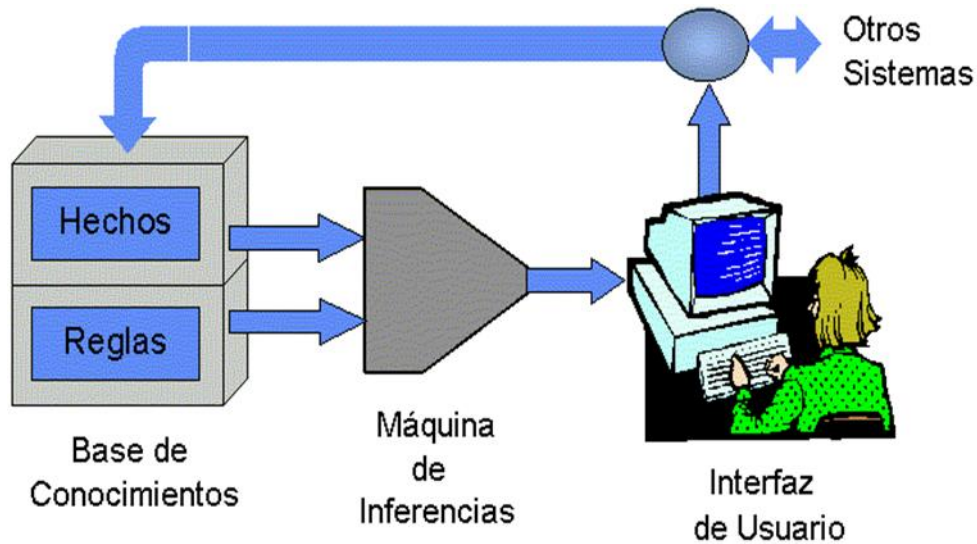 Otros
Sistemas
Hechos
Reglas
Base de
Conocimientos
Máquina
de
Inferencias
Interfaz
de Usuario